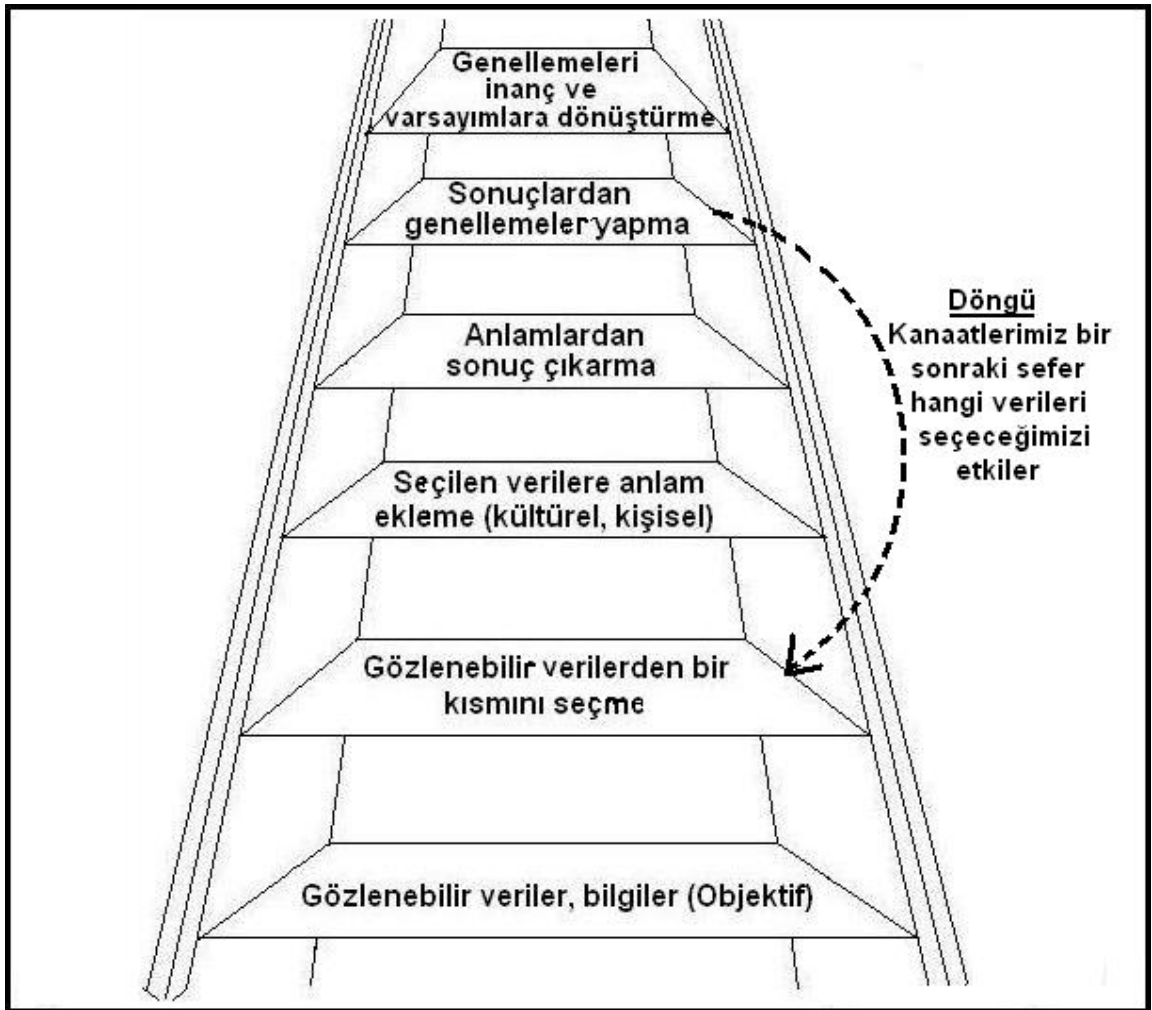 Genellemeleri
inanç ve
varsayımlara dönüştürme
Sonuçlardan
genellemeler yapma
Anlamlardan
sonuç çıkarma
Seçilen verilere anlam
ekleme (kültürel, kişisel)
Gözlenebilir verilerden bir
kısmını seçme
Gözlenebilir veriler, bilgiler (Objektif)
Döngü
Kanaatlerimiz bir
sonraki sefer
hangi verileri
seçeceğimizi
etkiler